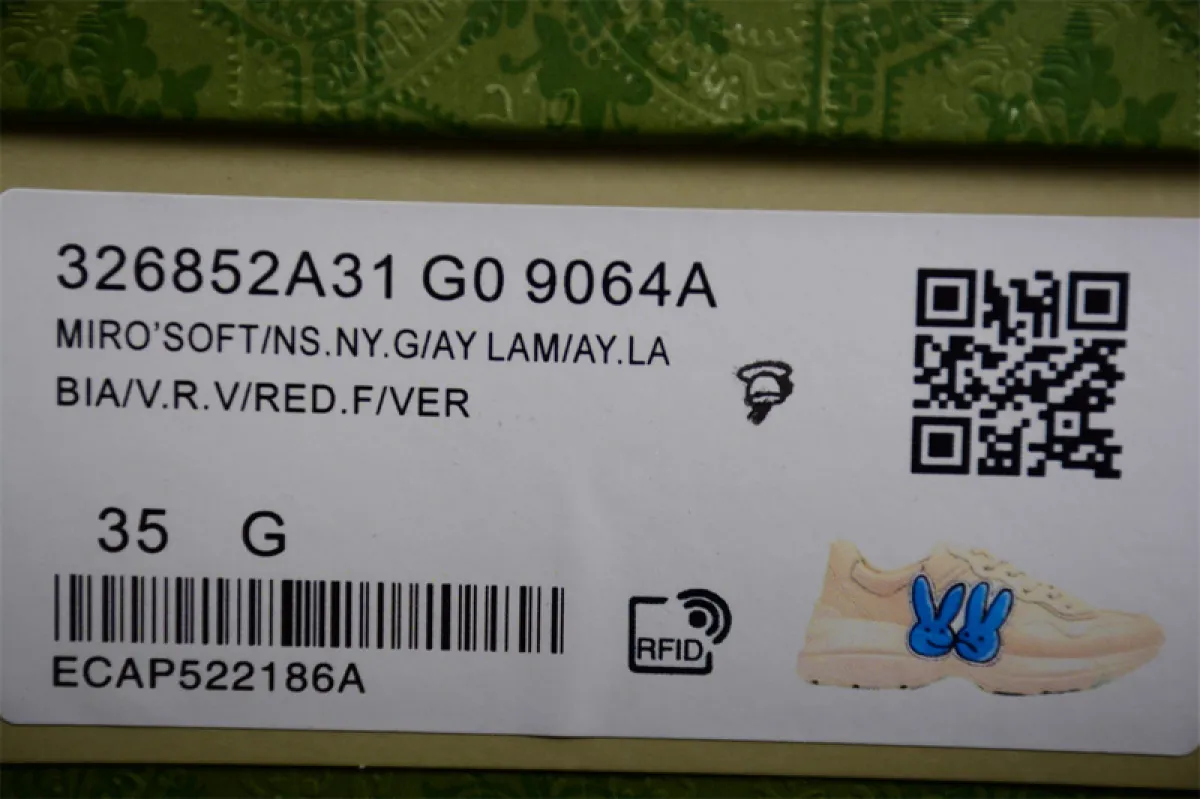 326852A31 G0 9064A
MIRO'SOFT/NS.NY.G/AY LAM/AY.LA
BIA/V.R.V/RED.F/VER
35 G
ECAP522186A
RFID